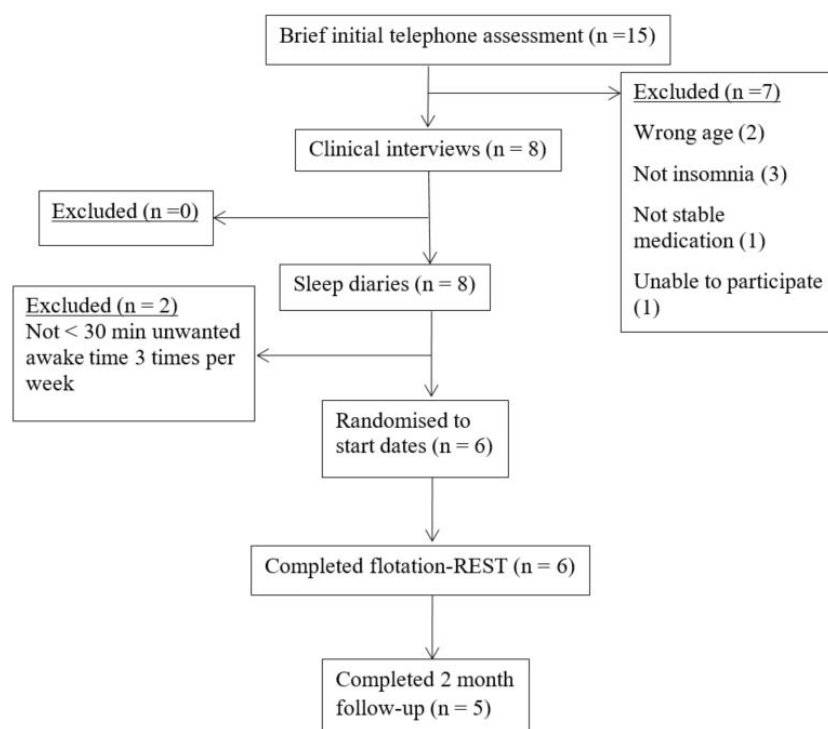 Brief initial telephone assessment (n =15)
Excluded (n =7)
Wrong age (2)
Not insomnia (3)
Not stable
medication (1)
Unable to participate
(1)
Clinical interviews (n = 8)
Excluded (n =0)
Sleep diaries (n = 8)
Excluded (n = 2)
Not < 30 min unwanted
awake time 3 times per
week
Randomised to
start dates (n = 6)
Completed flotation-REST (n = 6)
Completed 2 month
follow-up (n = 5)